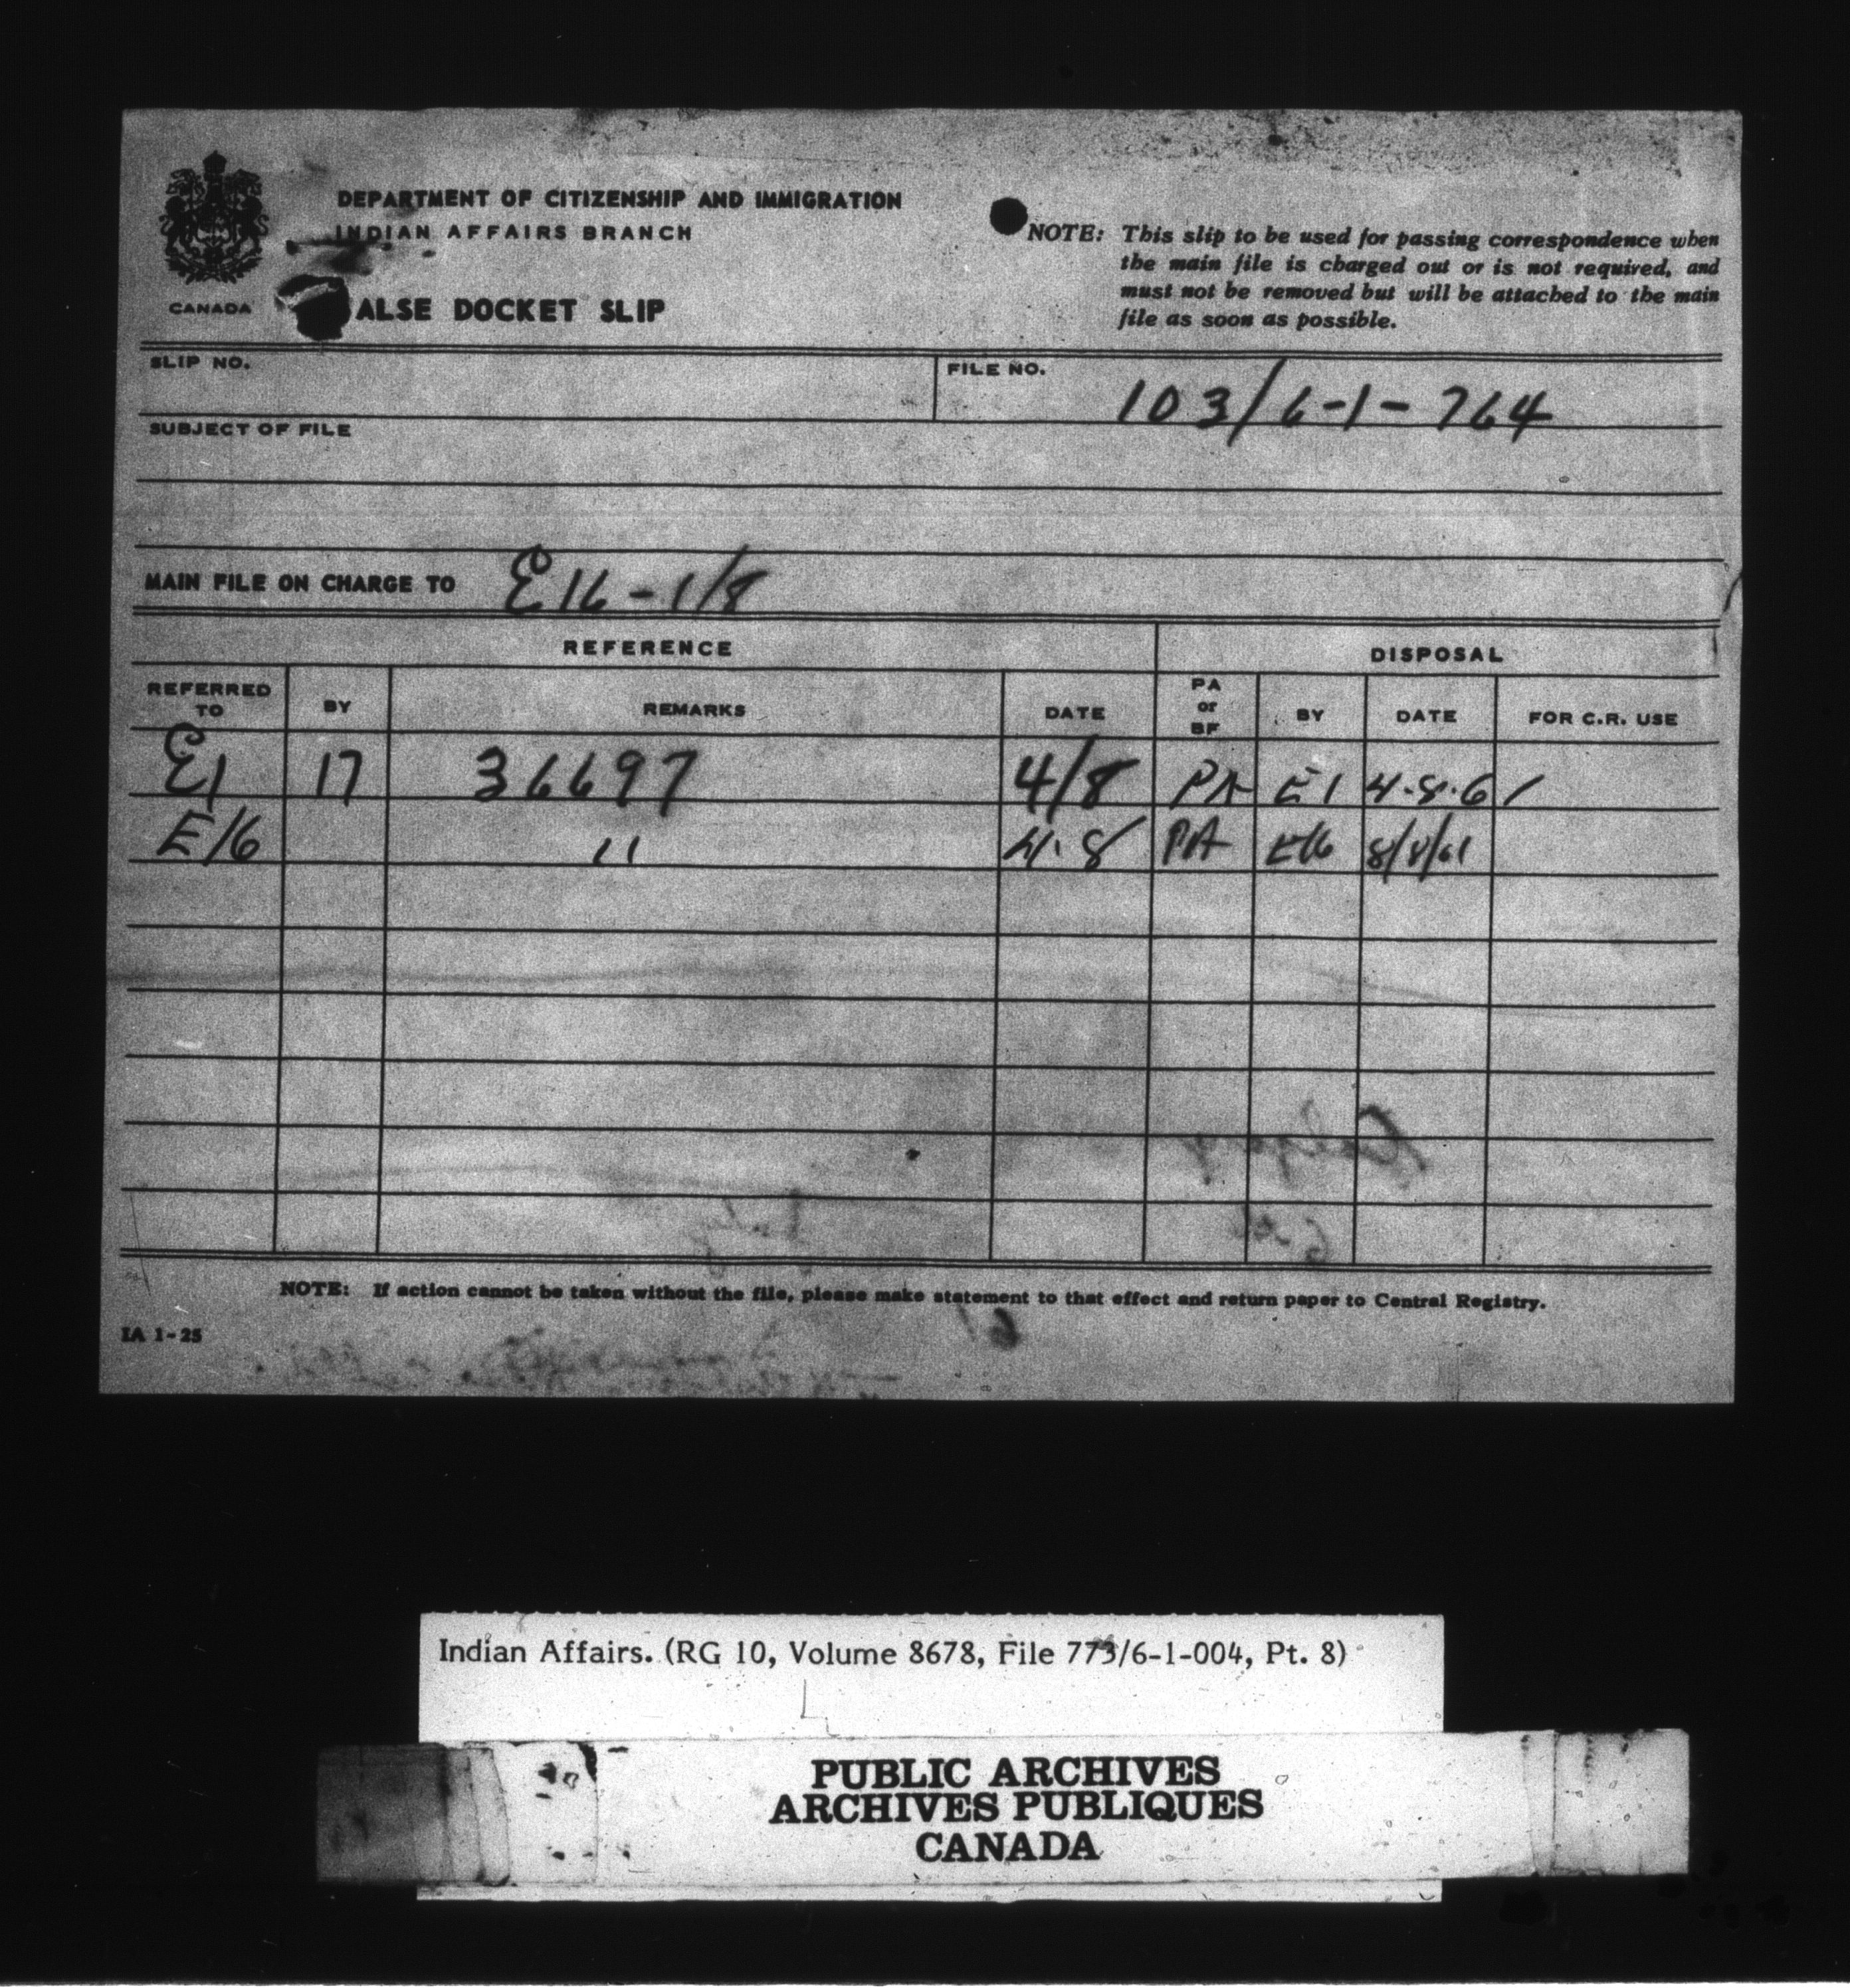 DEPARTMENT OF CITIZENSHIP AND IMMIGRATION
INDIAN AFFAIRS BRANCH
CANADA
ALSE DOCKET SLIP
NOTE: This slip to be used for passing correspondence when
the main file is charged out or is not required, and
must not be removed but will be attached to the main
file as soon as possible.
SLIP NO.
FILE NO. 103/6-1-764
SUBJECT OF FILE
MAIN FILE ON CHARGE TO E16-1/8
REFERENCE DISPOSAL
REFERRED TO BY REMARKS DATE PA or BF BY DATE FOR C.R. USE
E1 17 36697 4/8 PA E1 4.8.61
E/6 11 4.8 PA E16 8/8/61
NOTE: If action cannot be taken without the file, please make statement to that effect and return paper to Central Registry.
IA 1-25
Indian Affairs. (RG 10, Volume 8678, File 773/6-1-004, Pt. 8)
PUBLIC ARCHIVES
ARCHIVES PUBLIQUES
CANADA